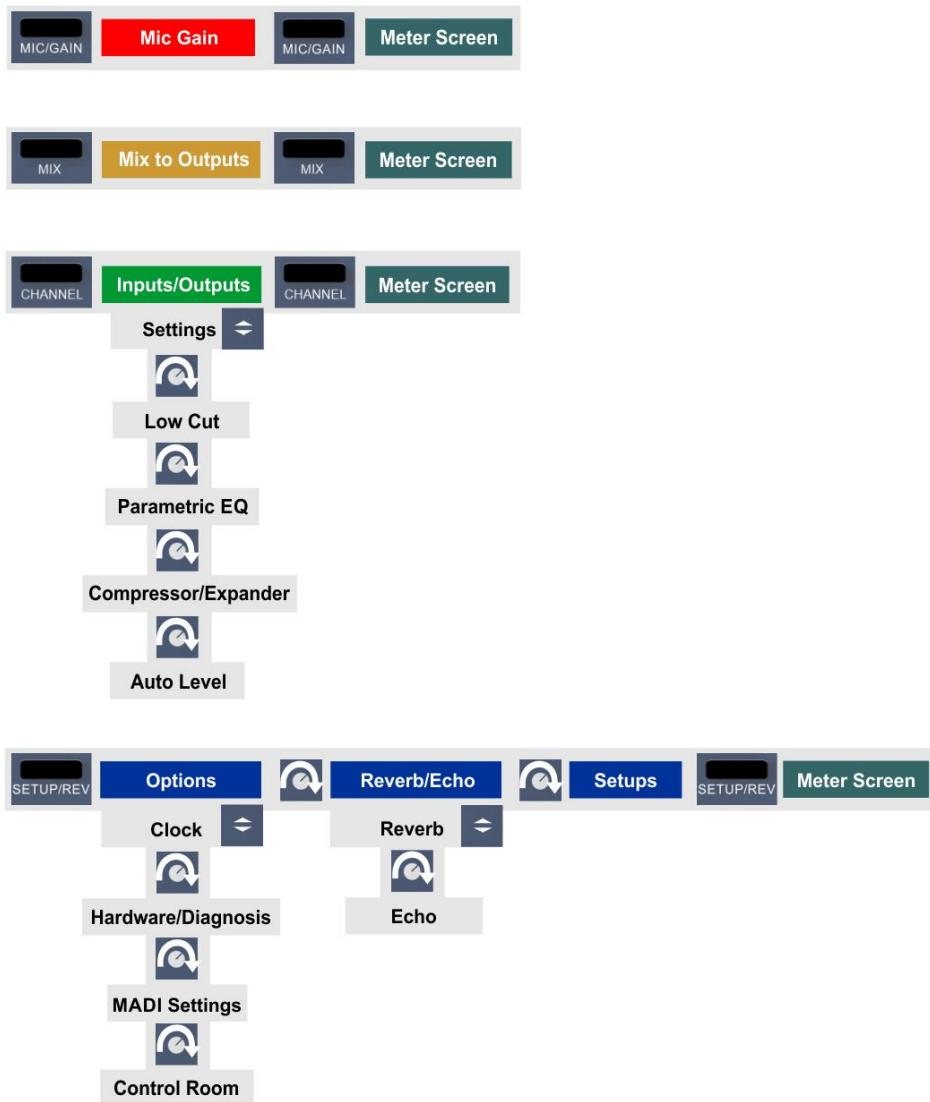 MIC/GAIN Mic Gain MIC/GAIN Meter Screen
MIX Mix to Outputs MIX Meter Screen
CHANNEL Inputs/Outputs CHANNEL Meter Screen
Settings
Low Cut
Parametric EQ
Compressor/Expander
Auto Level
SETUP/REV Options Reverb/Echo Setups SETUP/REV Meter Screen
Clock Reverb
Hardware/Diagnosis Echo
MADI Settings
Control Room